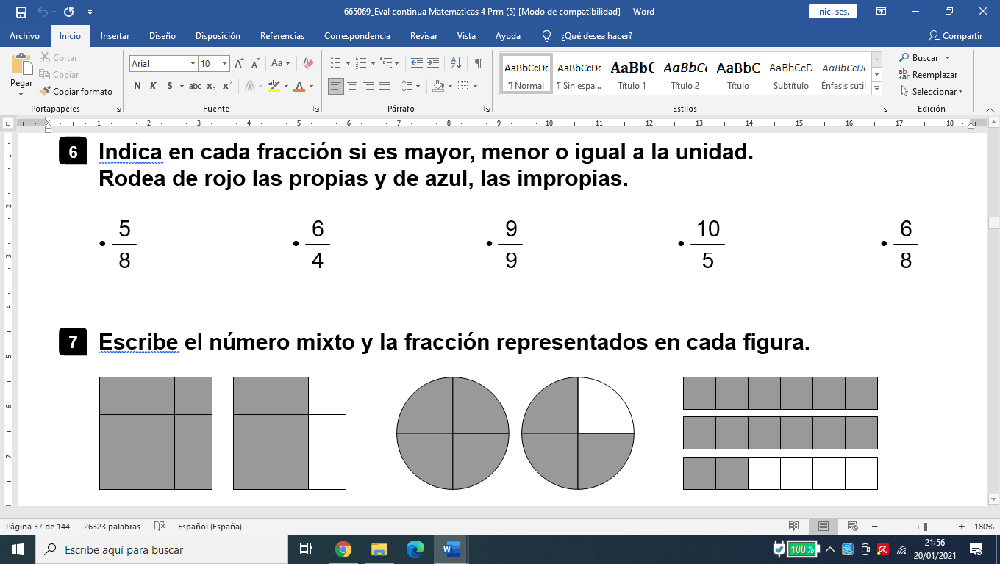 665069_Eval continua Matematicas 4 Prm (5) [Modo de compatibilidad] - Word
Inic. ses.
Archivo Inicio Insertar Diseño Disposición Referencias Correspondencia Revisar Vista Ayuda ¿Qué desea hacer? Compartir
Pegar
Cortar
Copiar
Copiar formato
Portapapeles
Arial 10
N K S abc x₂ x²
Fuente
Párrafo
AaBbCcDc AaBbCcDc AaBbC AaBbCc AaBbC AaBbCcD AaBbCcDc
¶ Normal ¶ Sin espa... Título 1 Título 2 Título Subtítulo Énfasis sutil
Estilos
Buscar
Reemplazar
Seleccionar
Edición
1 2 3 4 5 6 7 8 9 10 11 12 13 14 15 16 17 18
6 Indica en cada fracción si es mayor, menor o igual a la unidad.
Rodea de rojo las propias y de azul, las impropias.
• 5/8 • 6/4 • 9/9 • 10/5 • 6/8
7 Escribe el número mixto y la fracción representados en cada figura.
Página 37 de 144 26323 palabras Español (España) 180%
Escribe aquí para buscar
100%
21:56
20/01/2021